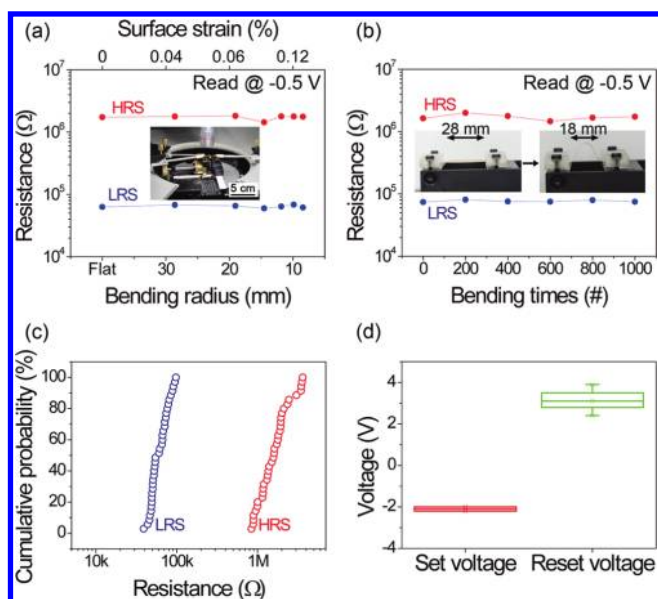 (a)
Surface strain (%)
0 0.04 0.06 0.12
Read @ -0.5 V
Resistance (Ω)
10⁷
10⁶
10⁵
10⁴
HRS
5 cm
LRS
Flat 30 20 10
Bending radius (mm)
(b)
Read @ -0.5 V
Resistance (Ω)
10⁷
10⁶
10⁵
10⁴
HRS
28 mm
18 mm
LRS
0 200 400 600 800 1000
Bending times (#)
(c)
Cumulative probability (%)
100
80
60
40
20
0
LRS
HRS
10k 100k 1M
Resistance (Ω)
(d)
Voltage (V)
4
2
0
-2
-4
Set voltage Reset voltage